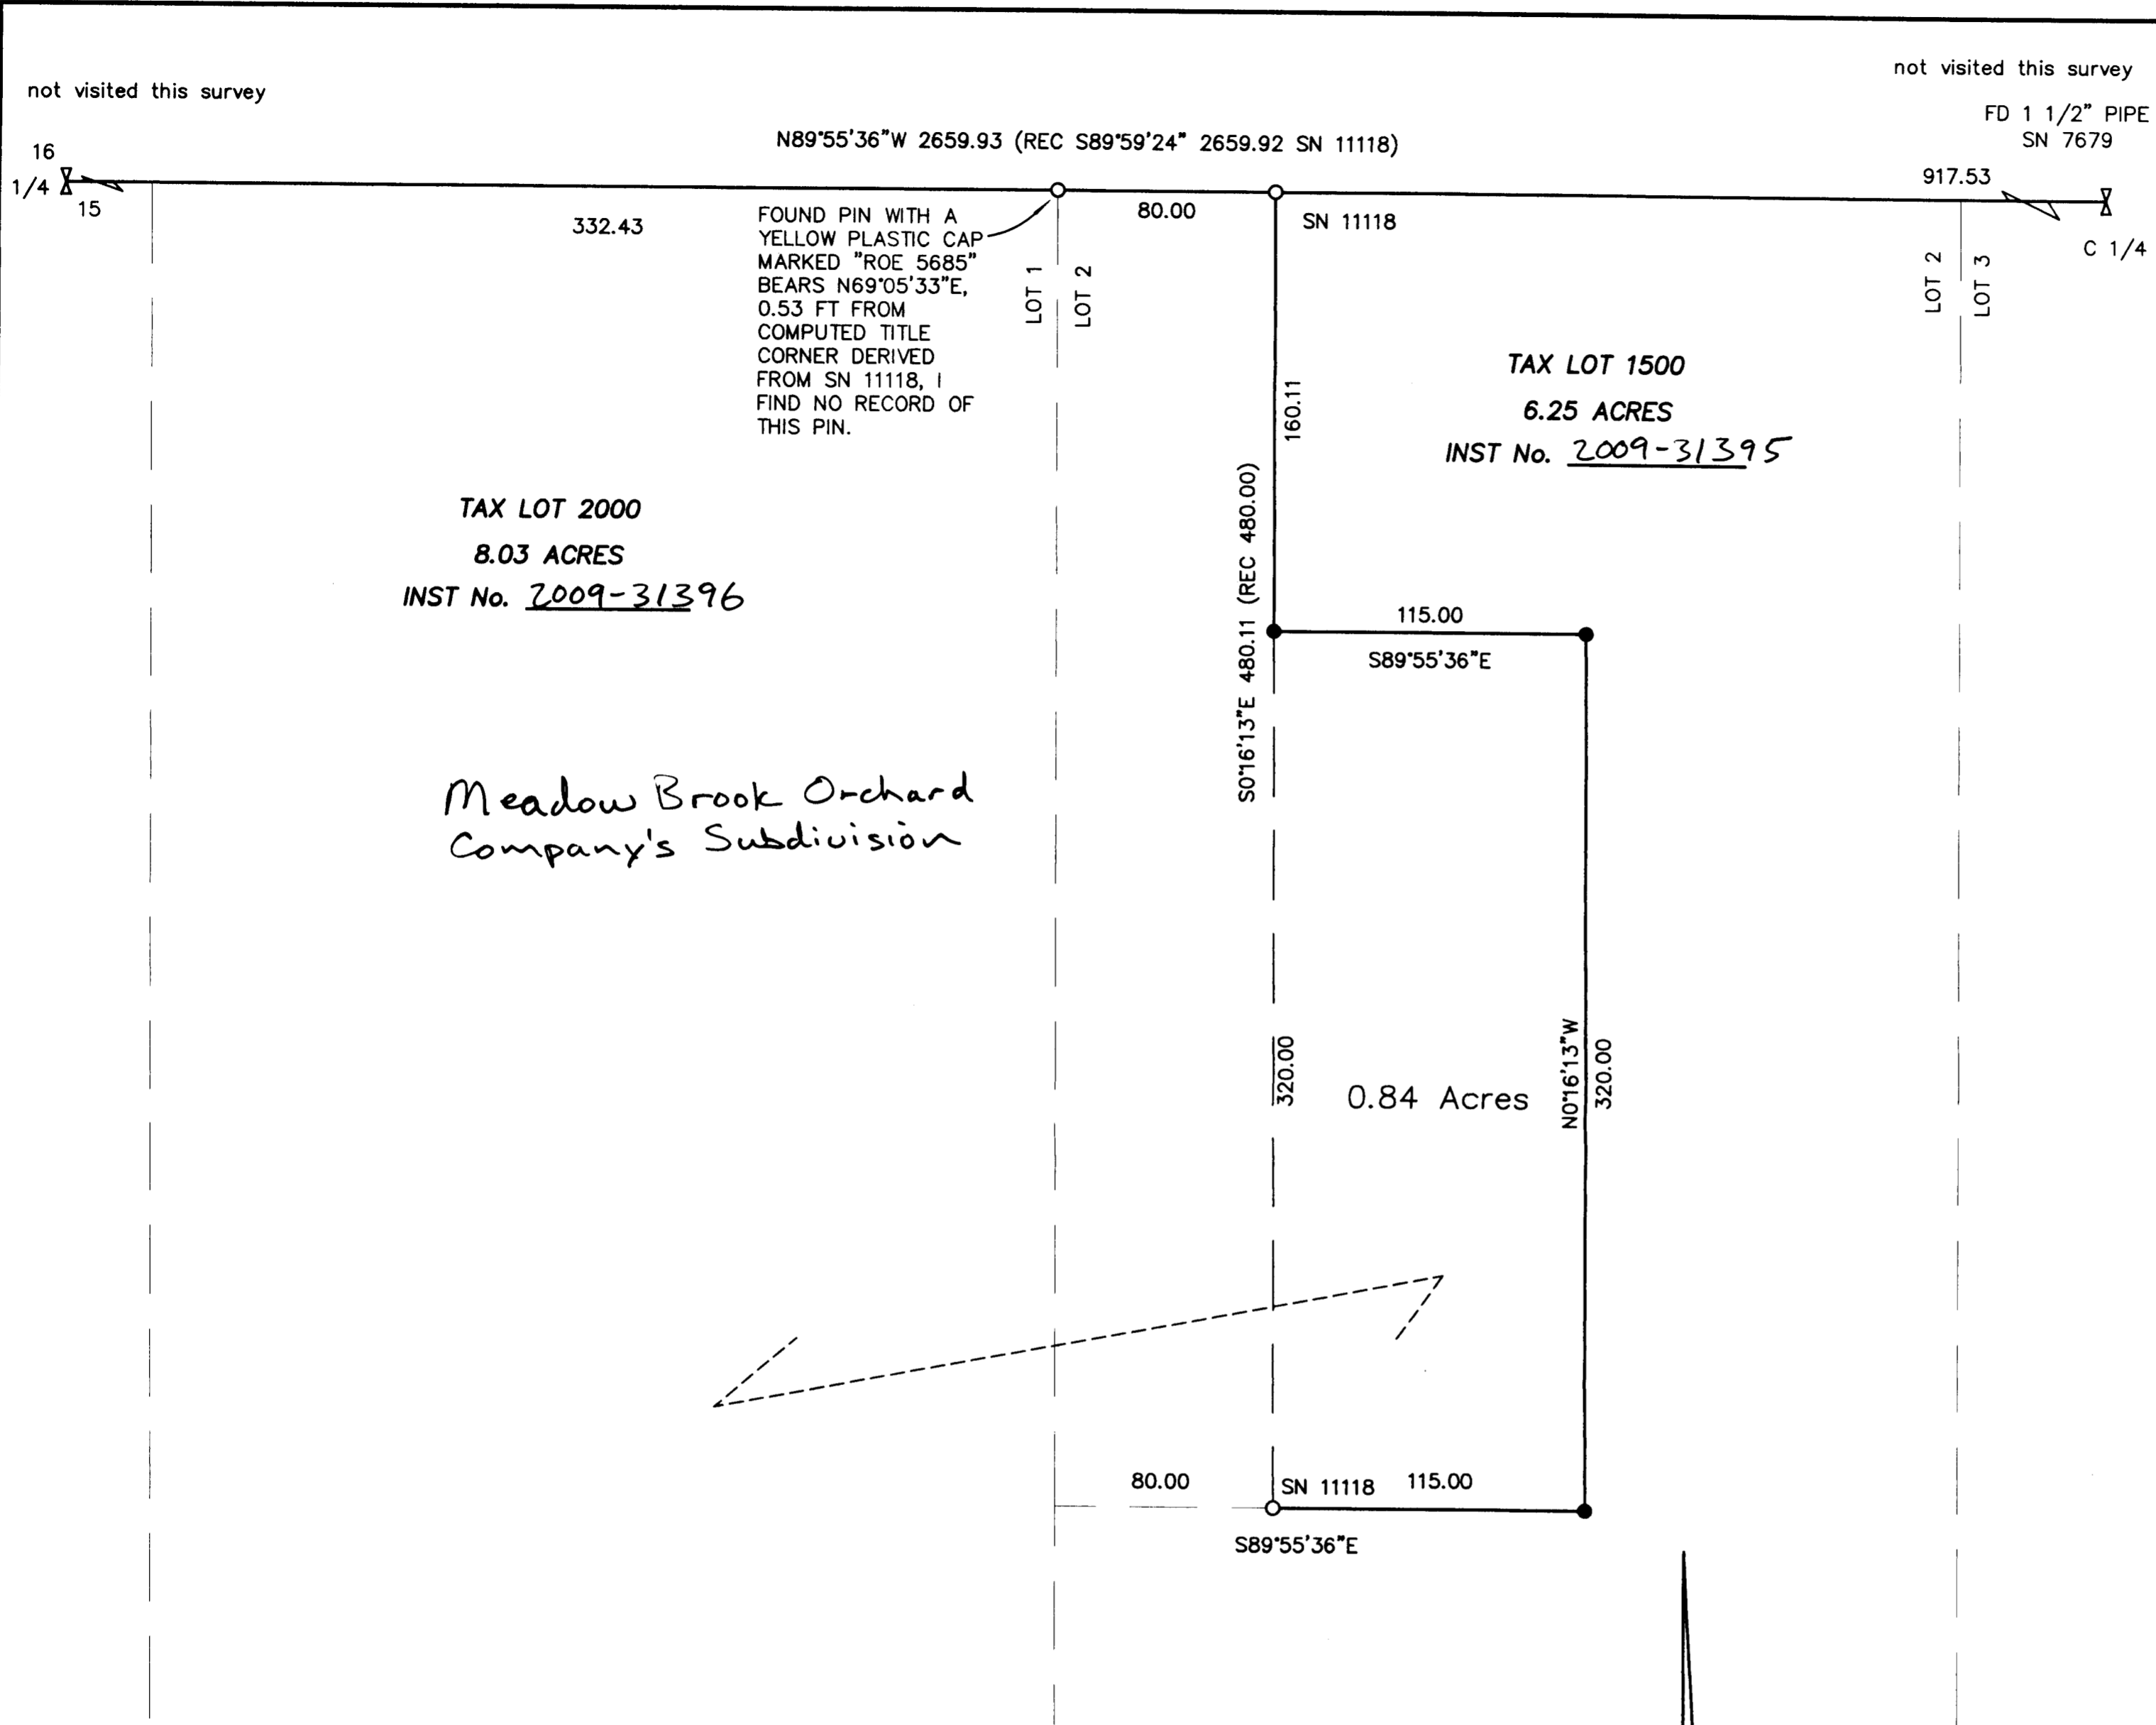 not visited this survey
not visited this survey
FD 1 1/2" PIPE
SN 7679
N89°55'36"W 2659.93 (REC S89°59'24" 2659.92 SN 11118)
16
1/4
15
917.53
C 1/4
332.43
80.00
SN 11118
FOUND PIN WITH A
YELLOW PLASTIC CAP
MARKED "ROE 5685"
BEARS N69°05'33"E,
0.53 FT FROM
COMPUTED TITLE
CORNER DERIVED
FROM SN 11118, I
FIND NO RECORD OF
THIS PIN.
LOT 1
LOT 2
LOT 2
LOT 3
160.11
TAX LOT 1500
6.25 ACRES
INST No. 2009-31395
TAX LOT 2000
8.03 ACRES
INST No. 2009-31396
S0°16'13"E 480.11 (REC 480.00)
115.00
S89°55'36"E
Meadow Brook Orchard
Company's Subdivision
320.00
0.84 Acres
N0°16'13"W
320.00
80.00
SN 11118
115.00
S89°55'36"E